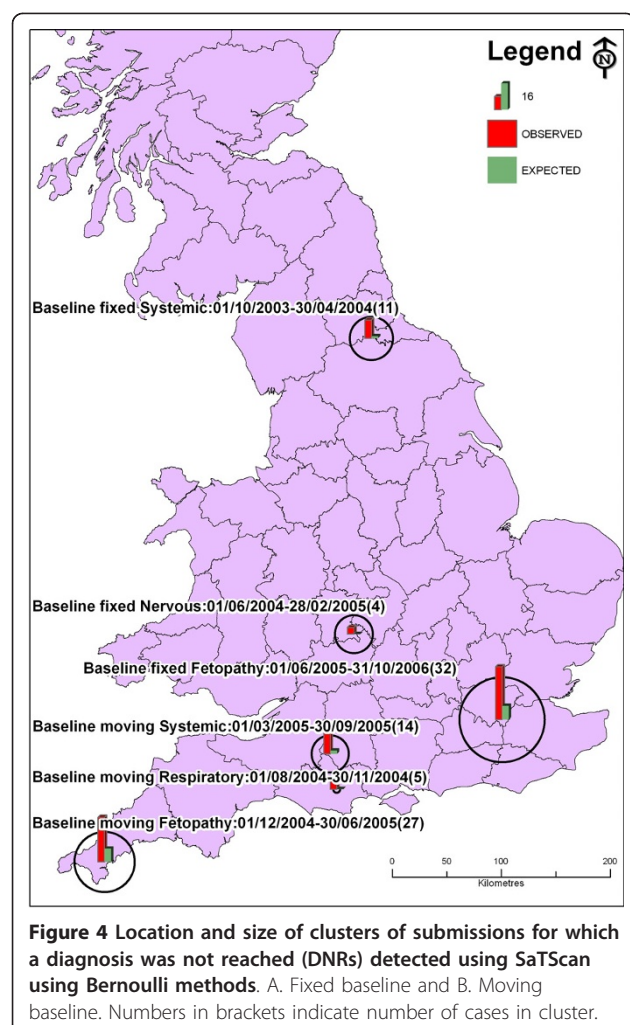 Legend
N
16
OBSERVED
EXPECTED
Baseline fixed Systemic:01/10/2003-30/04/2004(11)
Baseline fixed Nervous:01/06/2004-28/02/2005(4)
Baseline fixed Fetopathy:01/06/2005-31/10/2006(32)
Baseline moving Systemic:01/03/2005-30/09/2005(14)
Baseline moving Respiratory:01/08/2004-30/11/2004(5)
Baseline moving Fetopathy:01/12/2004-30/06/2005(27)
0 50 100 200
Kilometres
Figure 4 Location and size of clusters of submissions for which
a diagnosis was not reached (DNRs) detected using SaTScan
using Bernoulli methods. A. Fixed baseline and B. Moving
baseline. Numbers in brackets indicate number of cases in cluster.